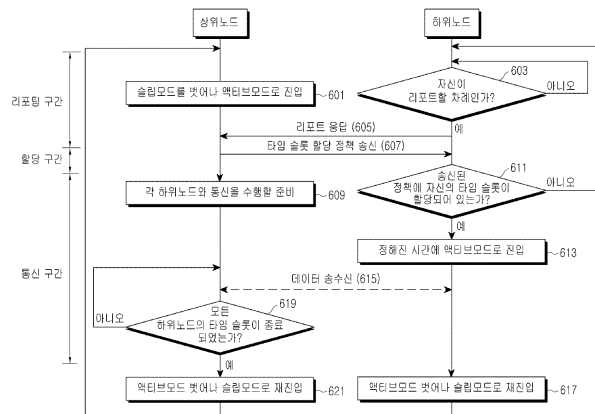 상위노드
하위노드
리포팅 구간
슬립모드를 벗어나 액티브모드로 진입
601
자신이
리포트할 차례인가?
603
아니오
예
리포트 응답 (605)
할당 구간
타임 슬롯 할당 정책 송신 (607)
각 하위노드와 통신을 수행할 준비
609
송신된
정책에 자신의 타임 슬롯이
할당되어 있는가?
611
아니오
예
정해진 시간에 액티브모드로 진입
613
통신 구간
데이터 송수신 (615)
모든
하위노드의 타임 슬롯이 종료
되었는가?
619
아니오
예
액티브모드 벗어나 슬립모드로 재진입
621
액티브모드 벗어나 슬립모드로 재진입
617